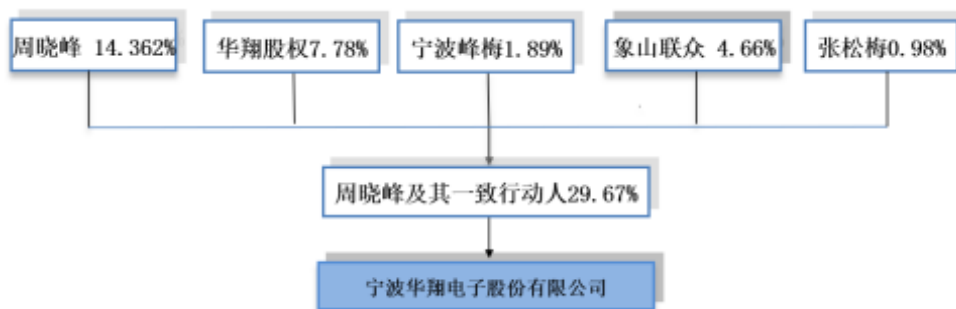 周晓峰 14.362%
华翔股权7.78%
宁波峰梅1.89%
象山联众 4.66%
张松梅0.98%
周晓峰及其一致行动人29.67%
宁波华翔电子股份有限公司